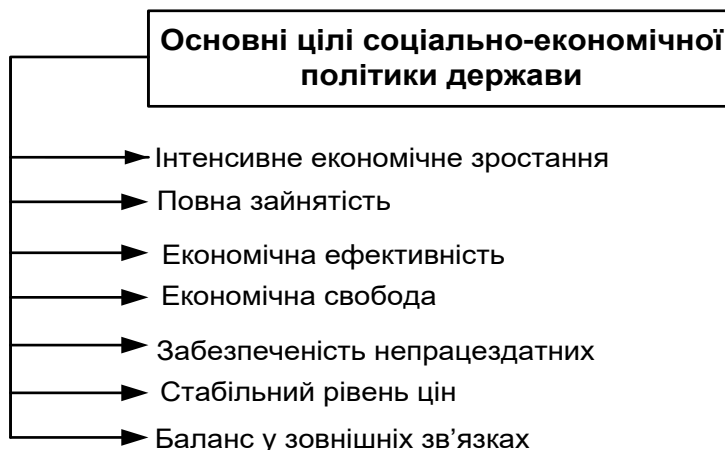 Основні цілі соціально-економічної
політики держави
Інтенсивне економічне зростання
Повна зайнятість
Економічна ефективність
Економічна свобода
Забезпеченість непрацездатних
Стабільний рівень цін
Баланс у зовнішніх зв’язках